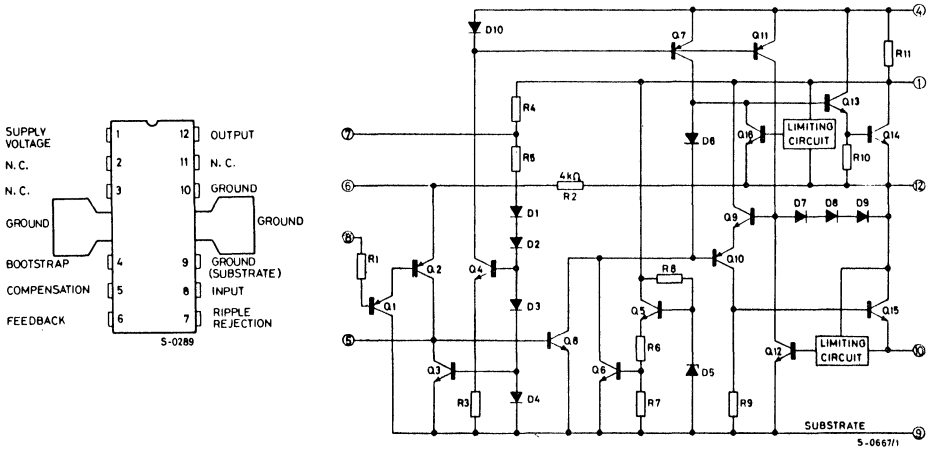 SUPPLY VOLTAGE
N.C.
N.C.
GROUND
BOOTSTRAP
COMPENSATION
FEEDBACK
1
2
3
4
5
6
12
11
10
9
8
7
OUTPUT
N.C.
GROUND
GROUND
GROUND (SUBSTRATE)
INPUT
RIPPLE REJECTION
S-0289
4
D10
Q7
Q11
R11
1
R4
Q13
7
Q16
LIMITING CIRCUIT
Q14
R5
D6
R10
6
4kΩ
R2
12
D1
Q9
D7
D8
D9
8
R1
Q2
Q4
D2
Q10
R8
Q1
D3
Q5
Q15
5
Q8
R6
Q12
LIMITING CIRCUIT
10
Q3
Q6
D5
R3
D4
R7
R9
SUBSTRATE
9
5-0667/1